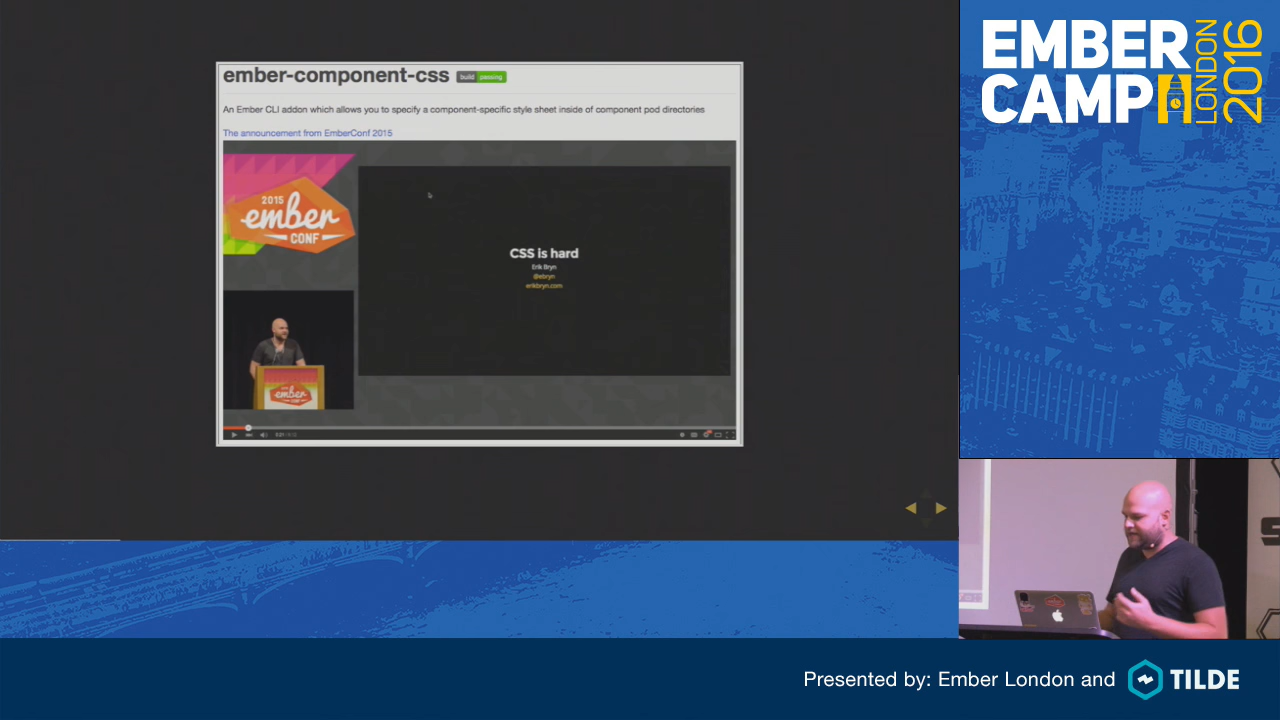 ember-component-css
build passing
An Ember CLI addon which allows you to specify a component-specific style sheet inside of component pod directories
The announcement from EmberConf 2015
2015
ember
CONF
CSS is hard
Erik Bryn
@ebryn
erikbryn.com
ember
EMBER
CAMP
LONDON
2016
Presented by: Ember London and
TILDE